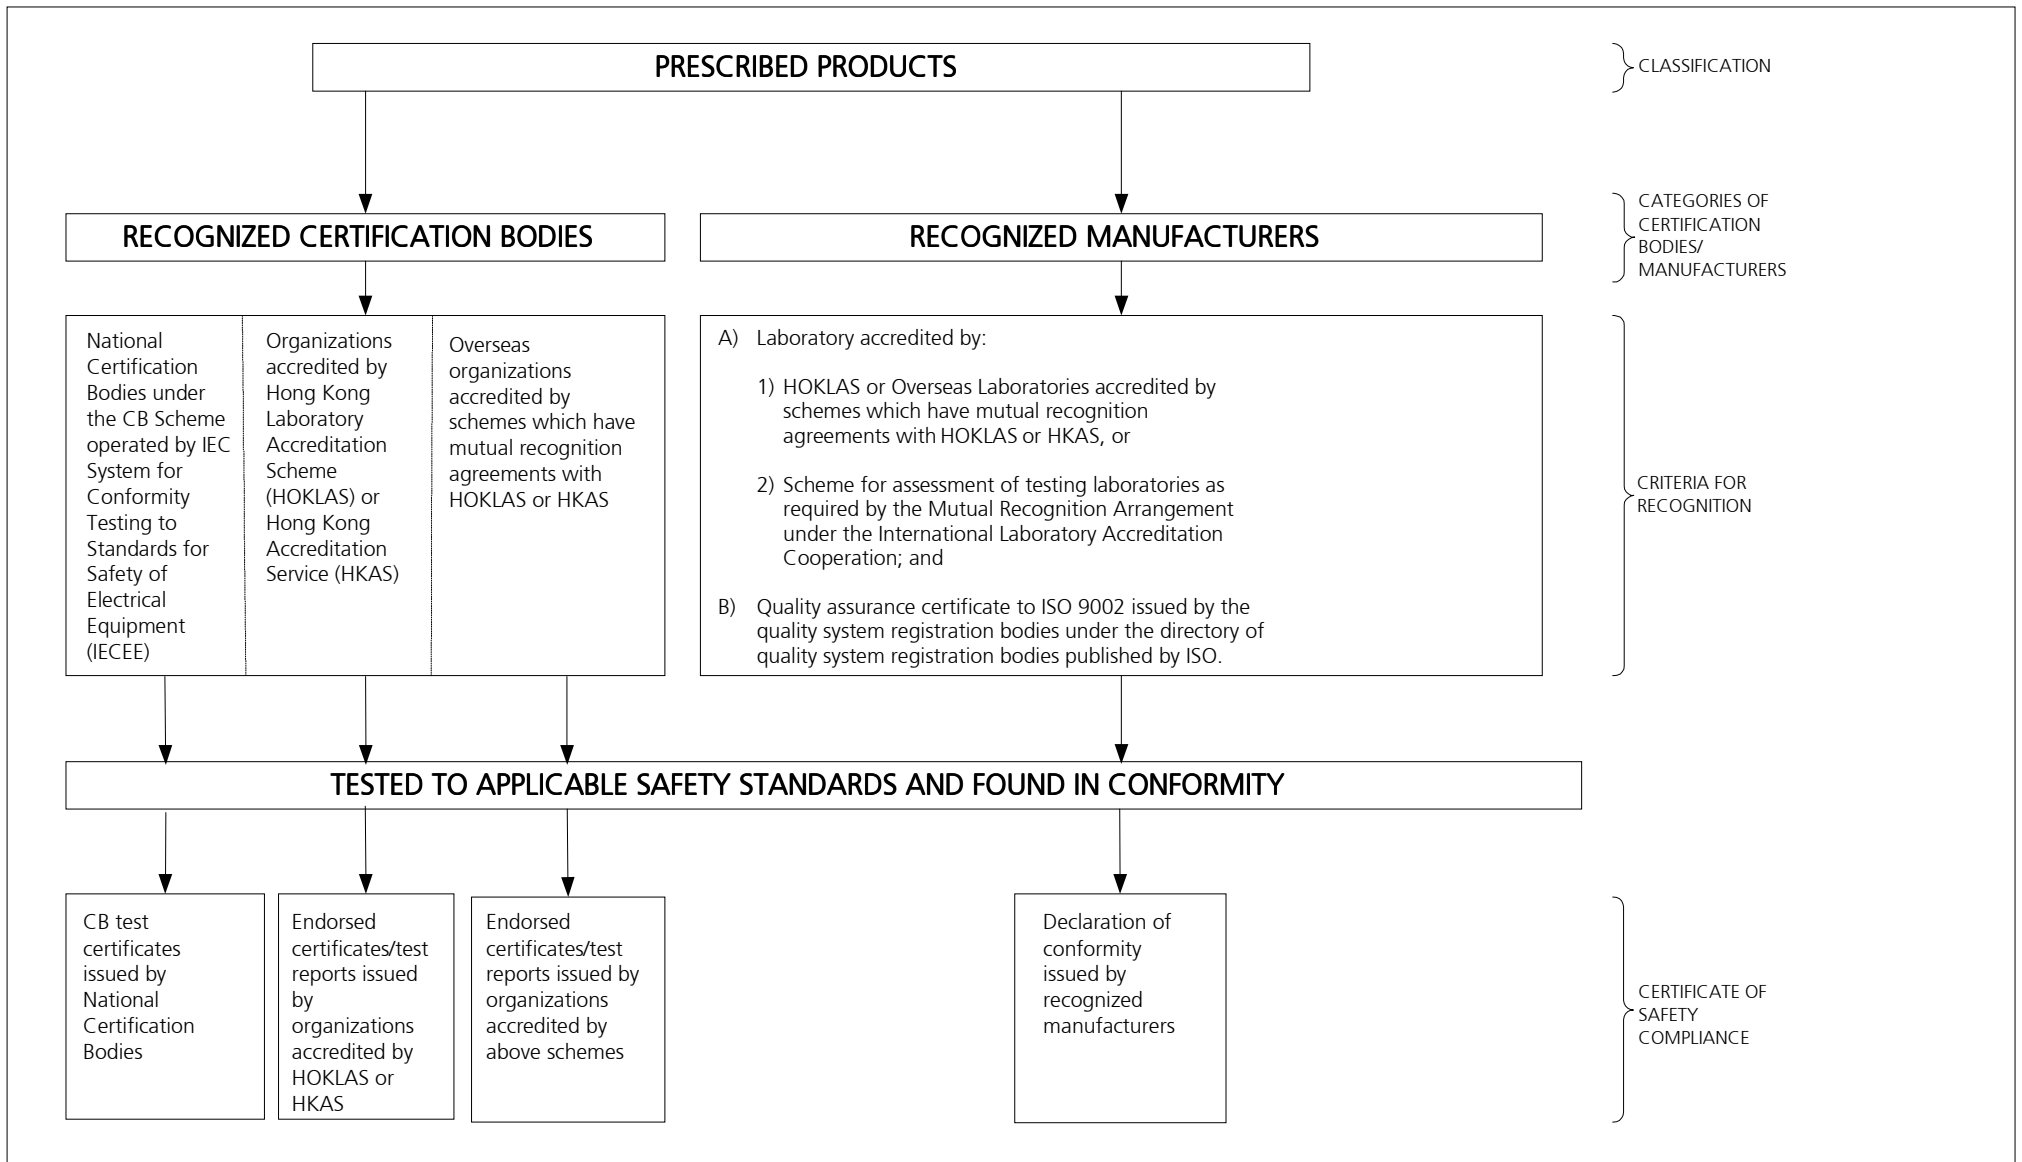 PRESCRIBED PRODUCTS
CLASSIFICATION
RECOGNIZED CERTIFICATION BODIES
RECOGNIZED MANUFACTURERS
CATEGORIES OF
CERTIFICATION
BODIES/
MANUFACTURERS
National
Certification
Bodies under
the CB Scheme
operated by IEC
System for
Conformity
Testing to
Standards for
Safety of
Electrical
Equipment
(IECEE)
Organizations
accredited by
Hong Kong
Laboratory
Accreditation
Scheme
(HOKLAS) or
Hong Kong
Accreditation
Service (HKAS)
Overseas
organizations
accredited by
schemes which have
mutual recognition
agreements with
HOKLAS or HKAS
A) Laboratory accredited by:
1) HOKLAS or Overseas Laboratories accredited by
schemes which have mutual recognition
agreements with HOKLAS or HKAS, or
2) Scheme for assessment of testing laboratories as
required by the Mutual Recognition Arrangement
under the International Laboratory Accreditation
Cooperation; and
B) Quality assurance certificate to ISO 9002 issued by the
quality system registration bodies under the directory of
quality system registration bodies published by ISO.
CRITERIA FOR
RECOGNITION
TESTED TO APPLICABLE SAFETY STANDARDS AND FOUND IN CONFORMITY
CB test
certificates
issued by
National
Certification
Bodies
Endorsed
certificates/test
reports issued
by
organizations
accredited by
HOKLAS or
HKAS
Endorsed
certificates/test
reports issued by
organizations
accredited by
above schemes
Declaration of
conformity
issued by
recognized
manufacturers
CERTIFICATE OF
SAFETY
COMPLIANCE